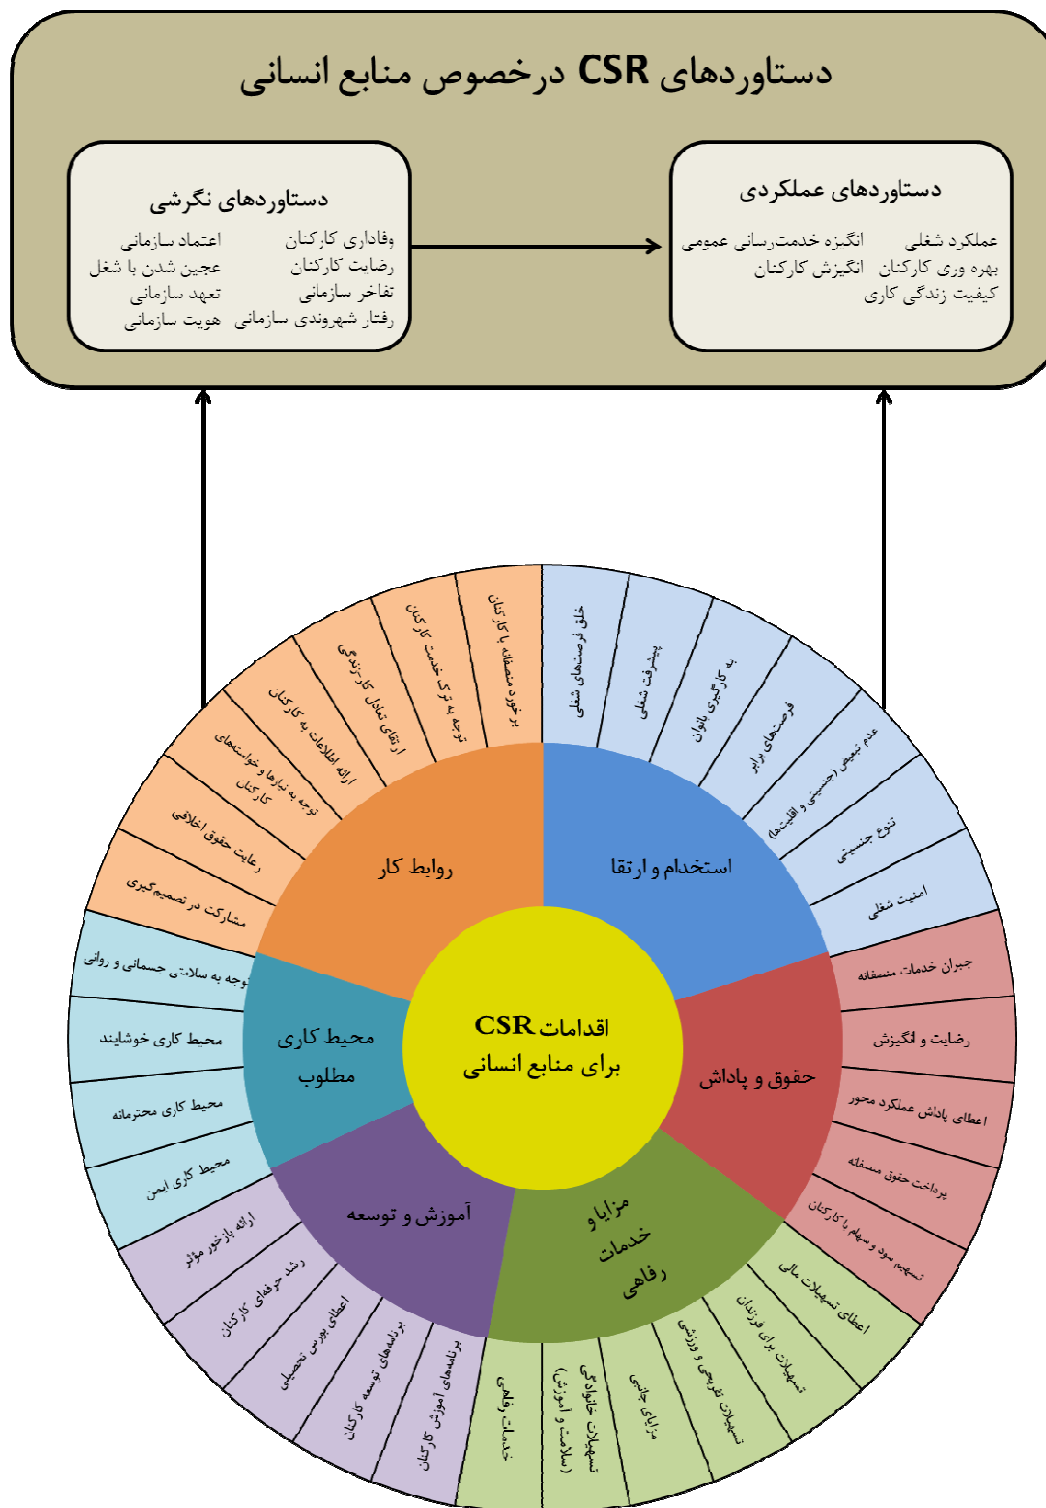 دستاوردهای CSR درخصوص منابع انسانی
دستاوردهای عملکردی
عملکرد شغلی
انگیزه خدمت‌رسانی عمومی
بهره وری کارکنان
انگیزش کارکنان
کیفیت زندگی کاری
دستاوردهای نگرشی
وفاداری کارکنان
اعتماد سازمانی
رضایت کارکنان
عجین شدن با شغل
تفاخر سازمانی
تعهد سازمانی
رفتار شهروندی سازمانی
هویت سازمانی
اقدامات CSR
برای منابع انسانی
استخدام و ارتقا
خلق فرصت‌های شغلی
پیشرفت شغلی
به کارگیری بانوان
فرصت‌های برابر
عدم تبعیض (جنسیتی و اقلیت‌ها)
تنوع جنسیتی
امنیت شغلی
حقوق و پاداش
جبران خدمات منصفانه
رضایت و انگیزش
اعطای پاداش عملکرد محور
پرداخت حقوق منصفانه
تسهیم سود و سهام با کارکنان
مزایا و
خدمات
رفاهی
اعطای تسهیلات مالی
تسهیلات برای فرزندان
تسهیلات تفریحی و ورزشی
مزایای جانبی
تسهیلات خانوادگی
(سلامت و آموزش)
خدمات رفاهی
آموزش و توسعه
برنامه‌های آموزش کارکنان
برنامه‌های توسعه کارکنان
اعطای بورس تحصیلی
رشد حرفه‌ای کارکنان
ارائه بازخور مؤثر
محیط کاری
مطلوب
محیط کاری ایمن
محیط کاری محترمانه
محیط کاری خوشایند
توجه به سلامتی جسمانی و روانی
روابط کار
مشارکت در تصمیم‌گیری
رعایت حقوق اخلاقی
توجه به نیازها و خواسته‌های
کارکنان
ارائه اطلاعات به کارکنان
ارتقای تعادل کار-زندگی
توجه به ترک خدمت کارکنان
برخورد منصفانه با کارکنان